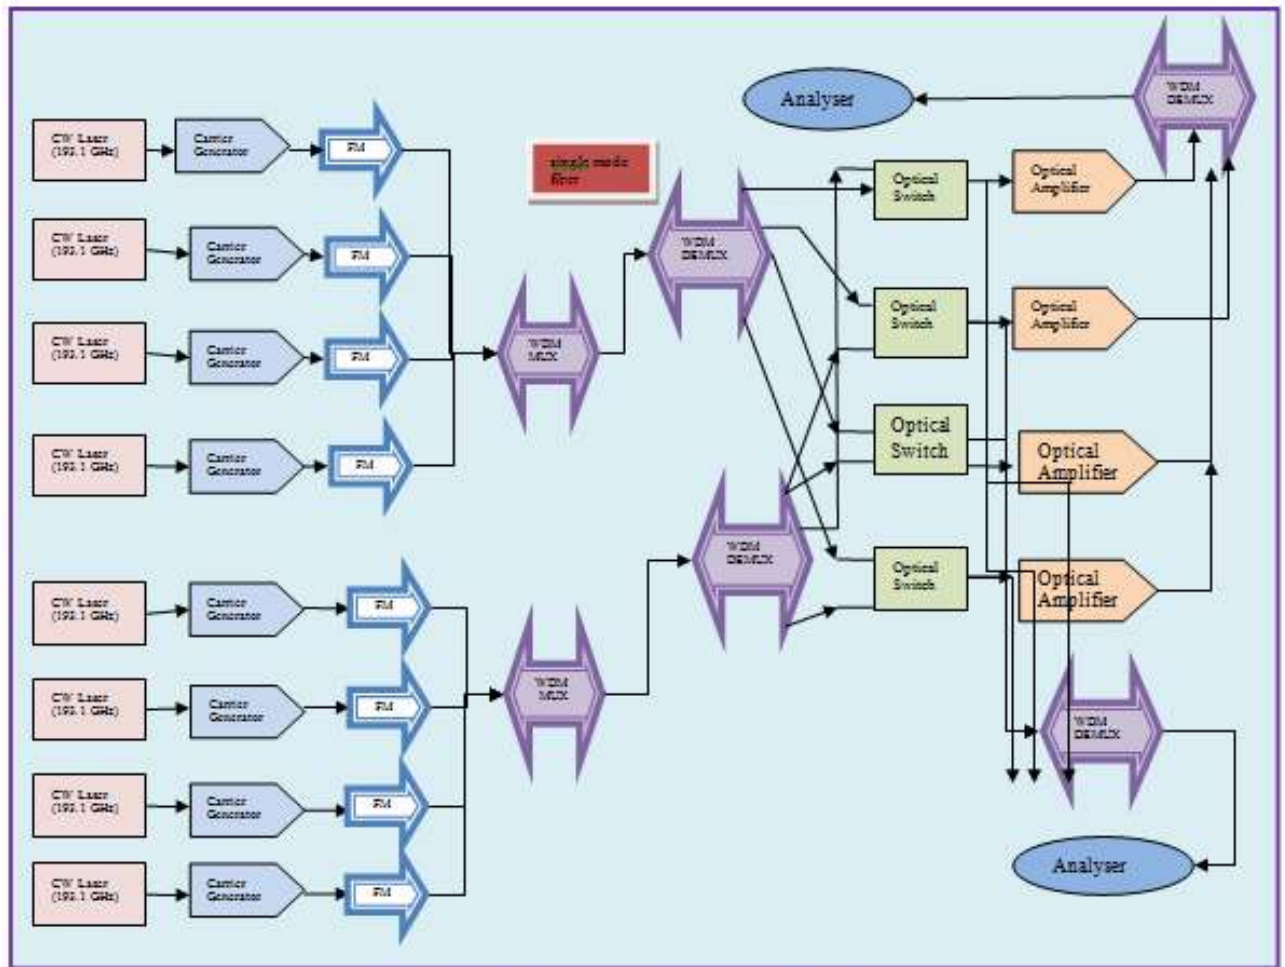 CW Laser
(193.1 GHz)
Carrier
Generator
FM
CW Laser
(193.1 GHz)
Carrier
Generator
FM
CW Laser
(193.1 GHz)
Carrier
Generator
FM
CW Laser
(193.1 GHz)
Carrier
Generator
FM
WDM
MUX
single mode
fiber
WDM
DEMUX
Analyser
WDM
DEMUX
Optical
Switch
Optical
Amplifier
Optical
Switch
Optical
Amplifier
Optical
Switch
Optical
Amplifier
Optical
Switch
Optical
Amplifier
CW Laser
(193.1 GHz)
Carrier
Generator
FM
CW Laser
(193.1 GHz)
Carrier
Generator
FM
CW Laser
(193.1 GHz)
Carrier
Generator
FM
CW Laser
(193.1 GHz)
Carrier
Generator
FM
WDM
MUX
WDM
DEMUX
WDM
DEMUX
Analyser